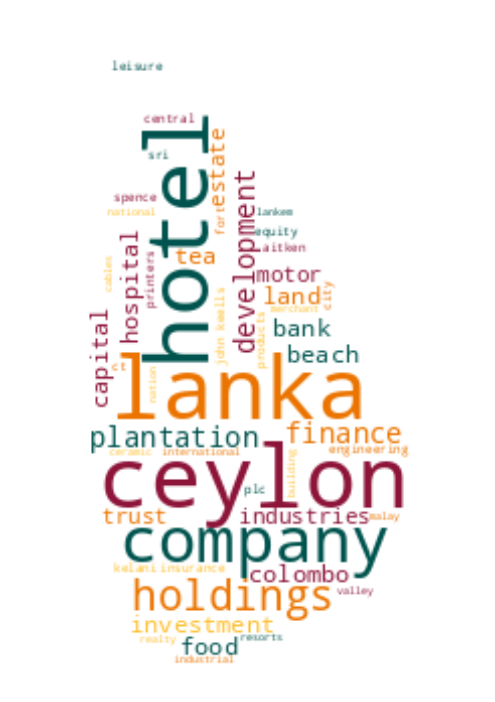 leisure
central
hotel
sri
estate
fort
development
spence
national
lankem
equity
aitken
hospital
printers
tea
cables
motor
land
city
merchant
john keells
products
bank
beach
capital
ct
nation
lanka
plantation
finance
ceramic
international
engineering
building
ceylon
plc
trust
industries
malay
company
kelani
insurance
colombo
holdings
valley
investment
realty
resorts
food
industrial